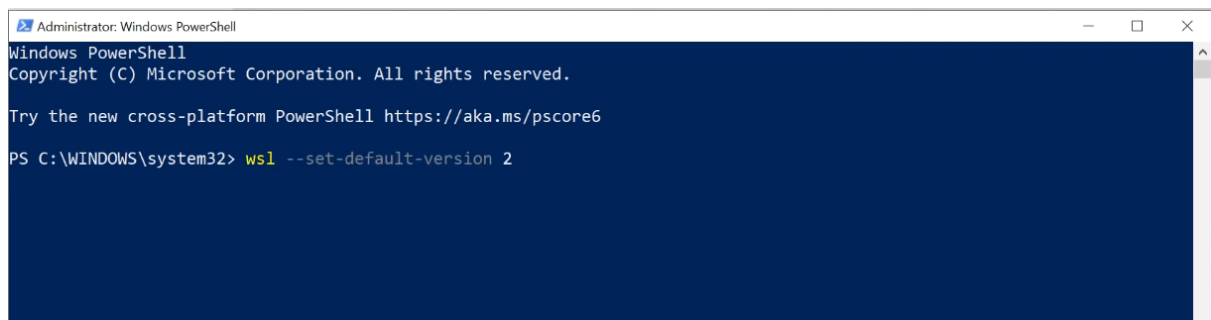 Administrator: Windows PowerShell
Windows PowerShell
Copyright (C) Microsoft Corporation. All rights reserved.
Try the new cross-platform PowerShell https://aka.ms/pscore6
PS C:\WINDOWS\system32> wsl --set-default-version 2